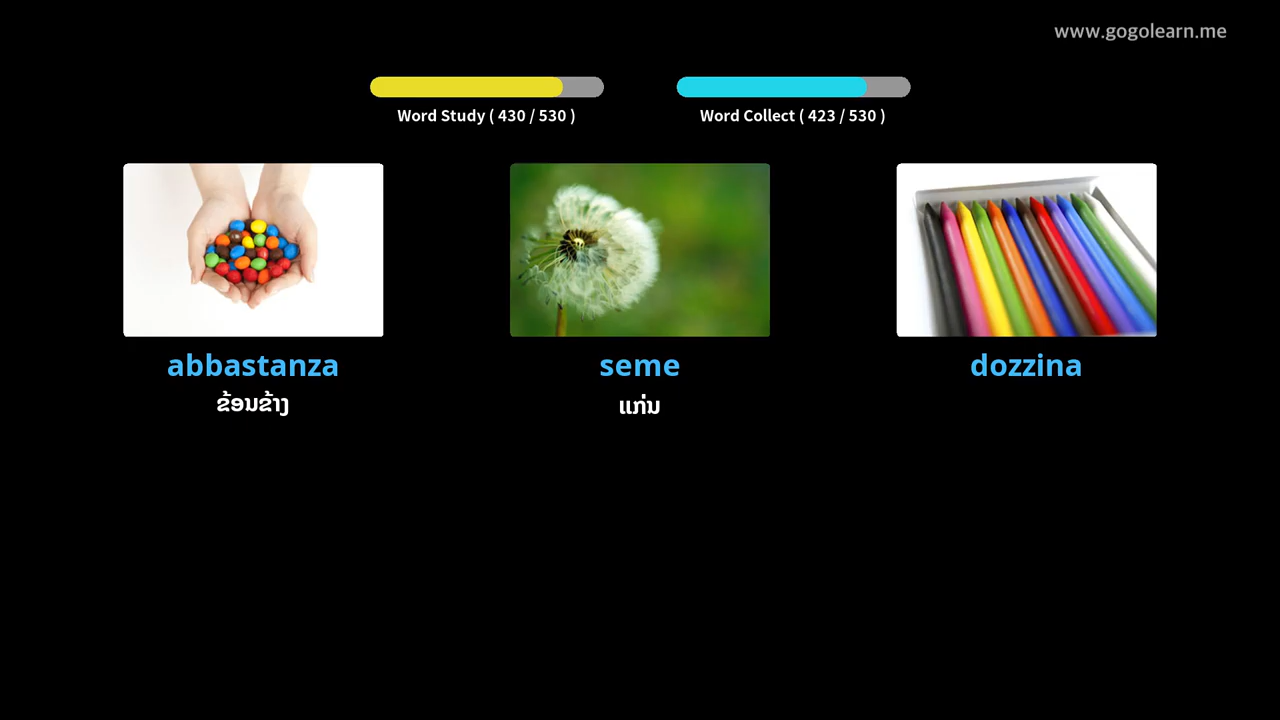 www.gogolearn.me
Word Study ( 430 / 530 )
Word Collect ( 423 / 530 )
abbastanza
ຂ້ອນຂ້າງ
seme
ແກ່ນ
dozzina